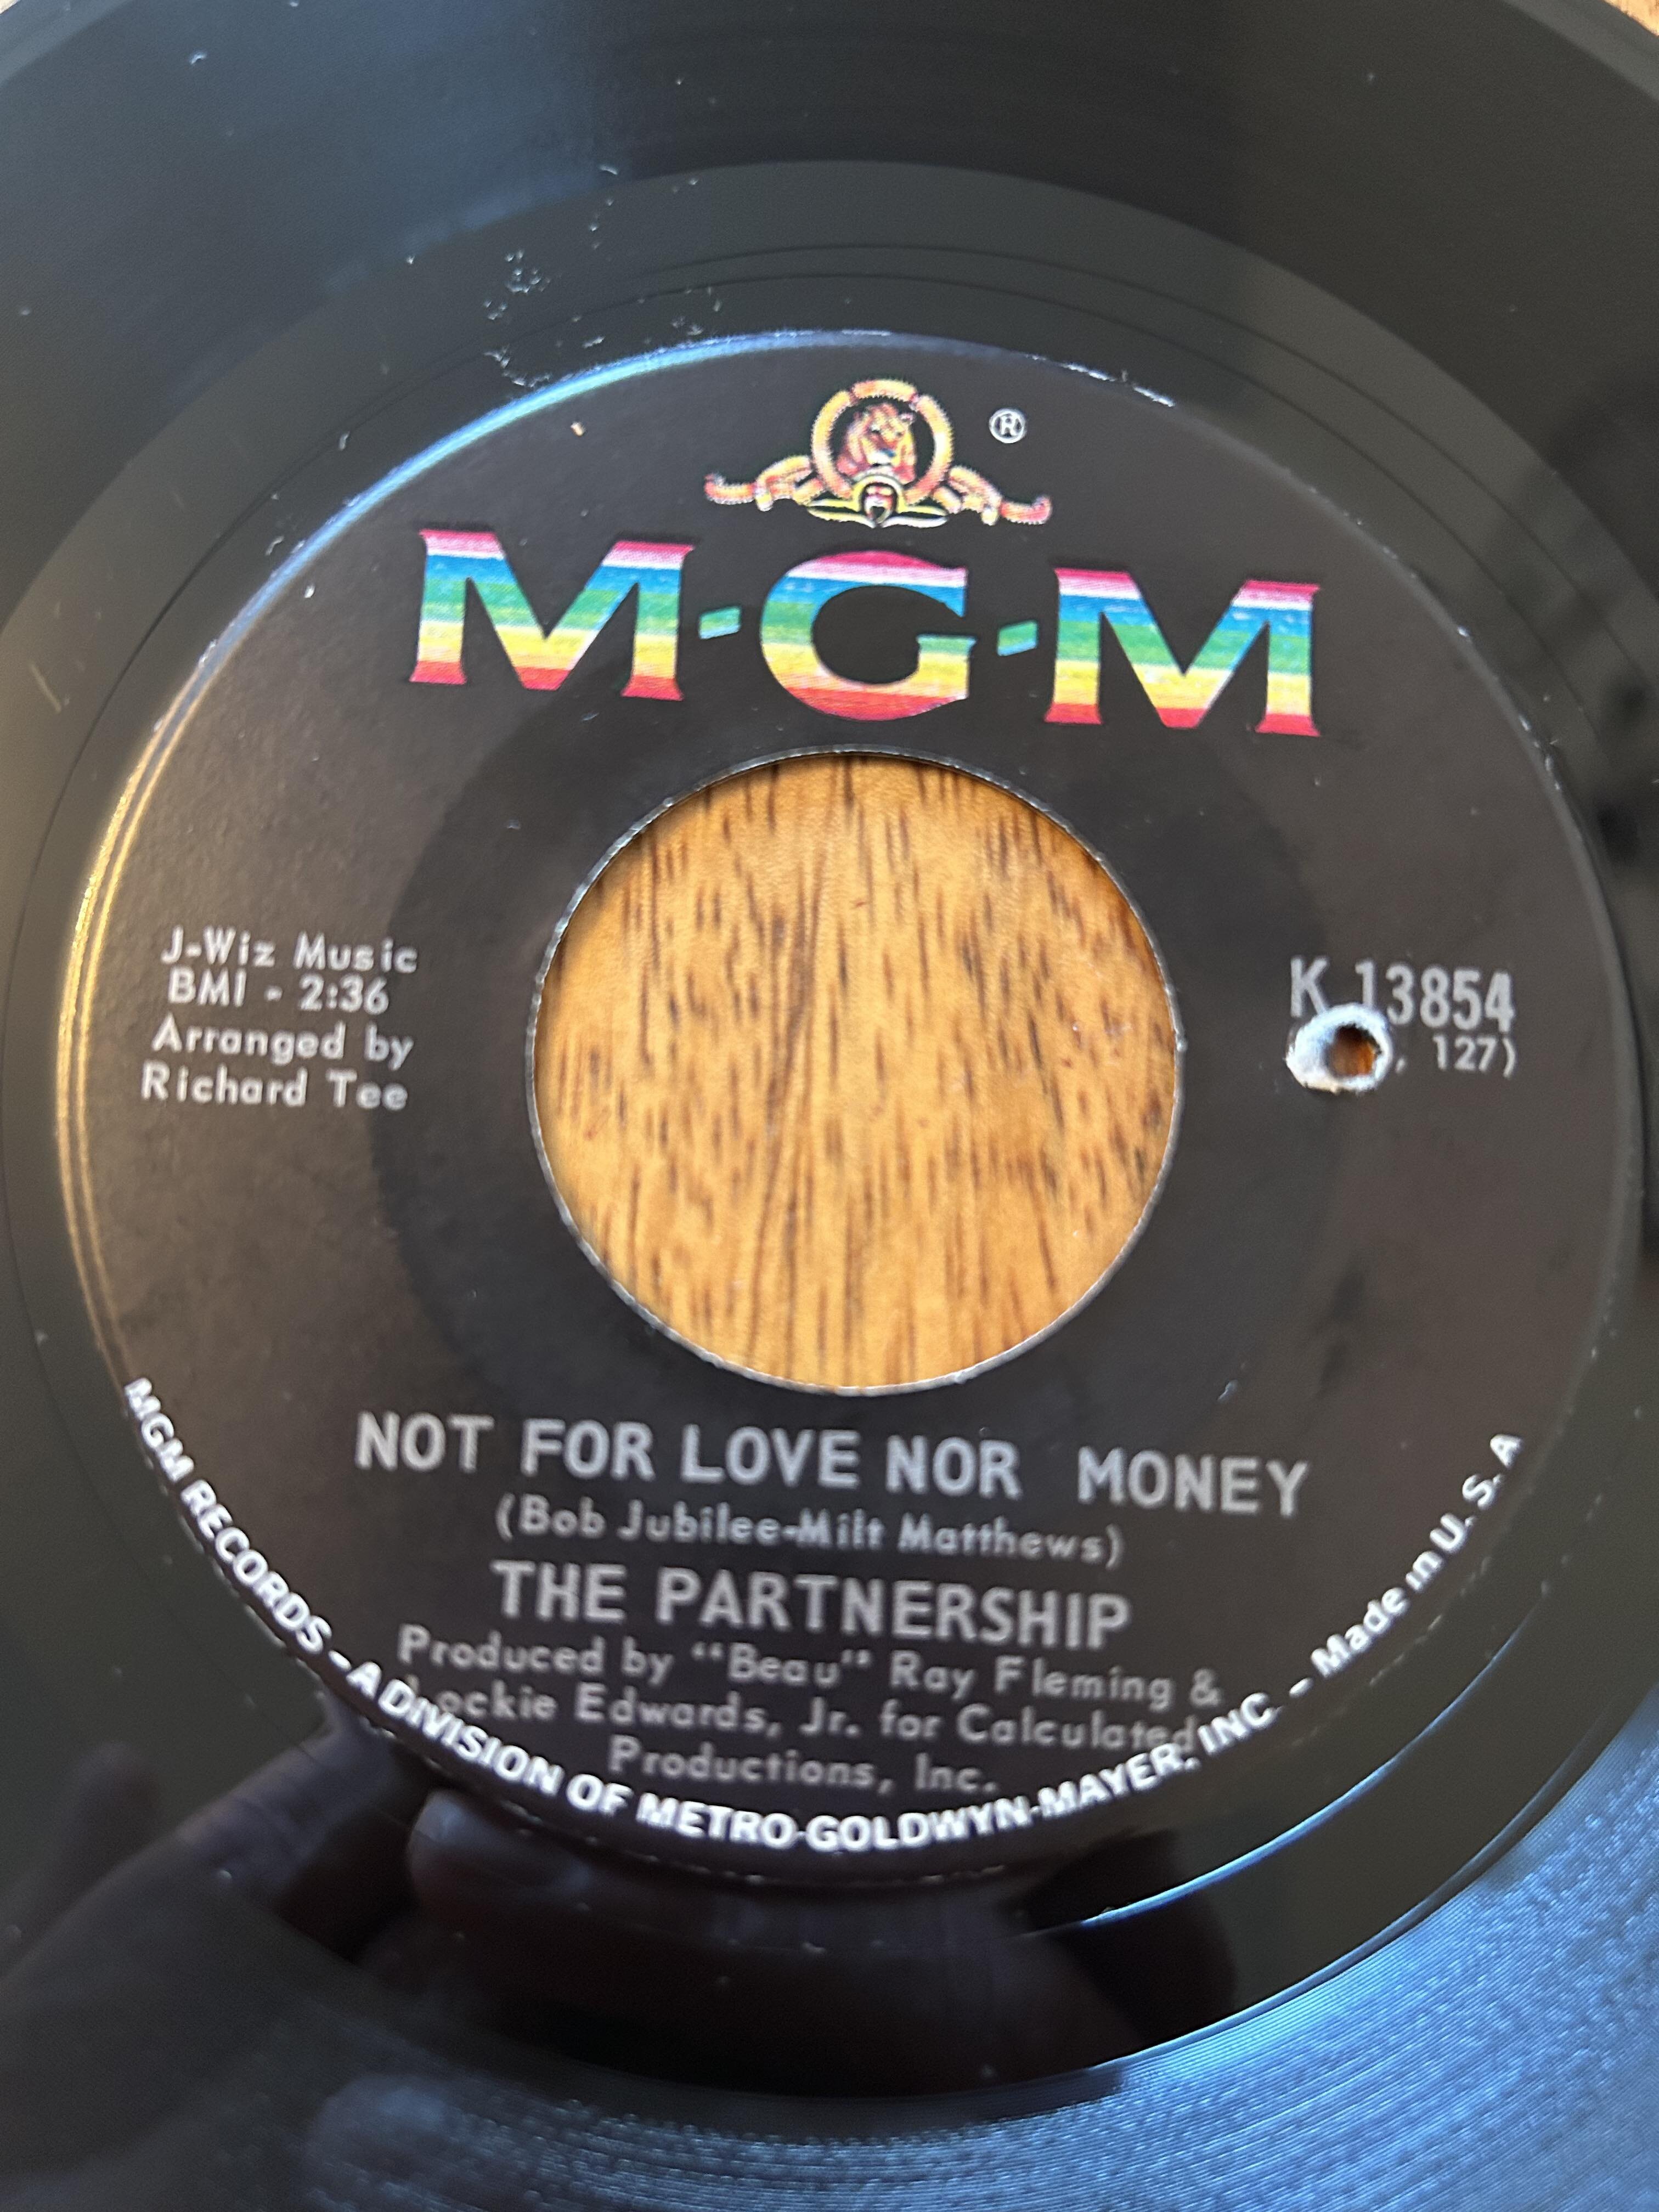 ®
M-G-M
J-Wiz Music
BMI - 2:36
Arranged by
Richard Tee
K 13854
, 127)
NOT FOR LOVE NOR MONEY
(Bob Jubilee-Milt Matthews)
THE PARTNERSHIP
Produced by "Beau" Ray Fleming &
Lockie Edwards, Jr. for Calculated
Productions, Inc.
MGM RECORDS - A DIVISION OF METRO-GOLDWYN-MAYER, INC. - Made in U. S. A